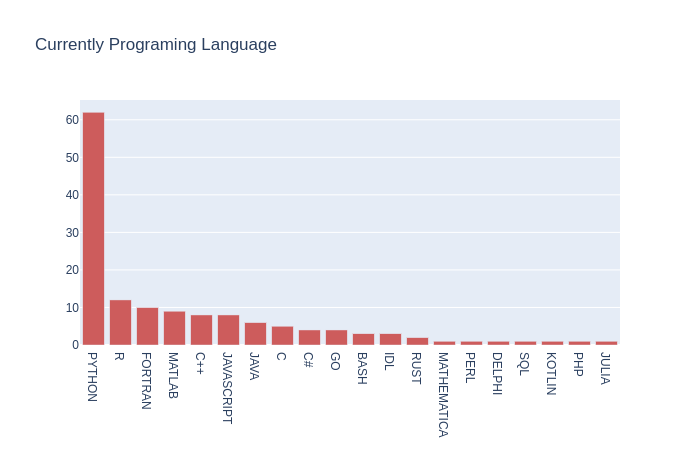 Currently Programing Language
60
50
40
30
20
10
0
PYTHON
R
FORTRAN
MATLAB
C++
JAVASCRIPT
JAVA
C
C#
GO
BASH
IDL
RUST
MATHEMATICA
PERL
DELPHI
SQL
KOTLIN
PHP
JULIA